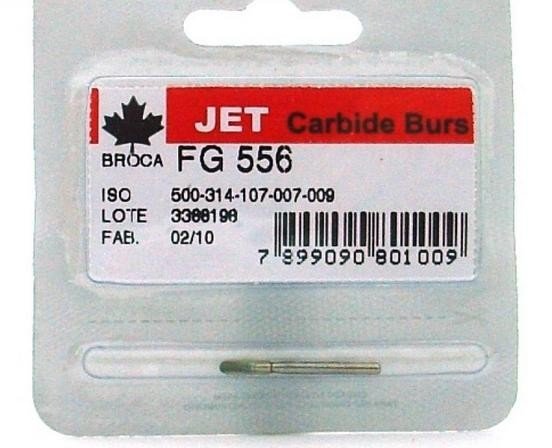 JET Carbide Burs
BROCA FG 556
ISO 500-314-107-007-009
LOTE 3388198
FAB. 02/10
7 899090 801009